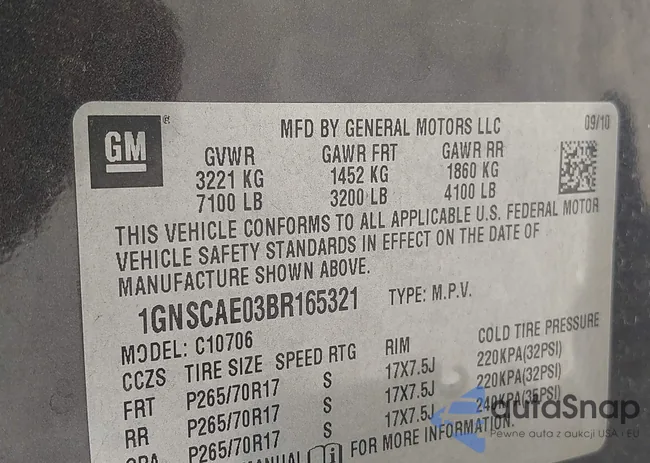 autoSnap
GM ® MFD BY GENERAL MOTORS LLC 09/10
GVWR GAWR FRT GAWR RR
3221 KG 1452 KG 1860 KG
7100 LB 3200 LB 4100 LB
THIS VEHICLE CONFORMS TO ALL APPLICABLE U.S. FEDERAL MOTOR
VEHICLE SAFETY STANDARDS IN EFFECT ON THE DATE OF
MANUFACTURE SHOWN ABOVE.
1GNSCAE03BR165321 TYPE: M.P.V.
MODEL: C10706
CCZS TIRE SIZE SPEED RTG RIM COLD TIRE PRESSURE
FRT P265/70R17 S 17X7.5J 220KPA(32PSI)
RR P265/70R17 S 17X7.5J 220KPA(32PSI)
P265/70R17 S 17X7.5J 240KPA(35PSI)
MANUAL FOR MORE INFORMATION.
autaSnap
Pewne auta z aukcji USA i EU